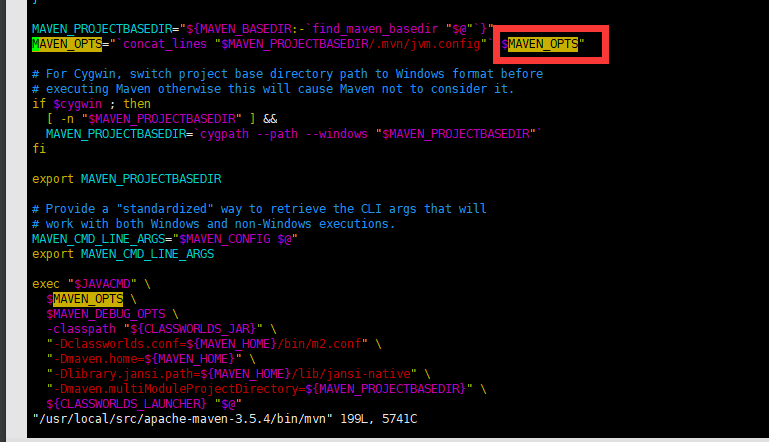 }
MAVEN_PROJECTBASEDIR="${MAVEN_BASEDIR:-`find_maven_basedir "$@"`}"
MAVEN_OPTS="`concat_lines "$MAVEN_PROJECTBASEDIR/.mvn/jvm.config"` $MAVEN_OPTS"
# For Cygwin, switch project base directory path to Windows format before
# executing Maven otherwise this will cause Maven not to consider it.
if $cygwin ; then
  [ -n "$MAVEN_PROJECTBASEDIR" ] &&
  MAVEN_PROJECTBASEDIR=`cygpath --path --windows "$MAVEN_PROJECTBASEDIR"`
fi
export MAVEN_PROJECTBASEDIR
# Provide a "standardized" way to retrieve the CLI args that will
# work with both Windows and non-Windows executions.
MAVEN_CMD_LINE_ARGS="$MAVEN_CONFIG $@"
export MAVEN_CMD_LINE_ARGS
exec "$JAVACMD" \
  $MAVEN_OPTS \
  $MAVEN_DEBUG_OPTS \
  -classpath "${CLASSWORLDS_JAR}" \
  "-Dclassworlds.conf=${MAVEN_HOME}/bin/m2.conf" \
  "-Dmaven.home=${MAVEN_HOME}" \
  "-Dlibrary.jansi.path=${MAVEN_HOME}/lib/jansi-native" \
  "-Dmaven.multiModuleProjectDirectory=${MAVEN_PROJECTBASEDIR}" \
  ${CLASSWORLDS_LAUNCHER} "$@"
"/usr/local/src/apache-maven-3.5.4/bin/mvn" 199L, 5741C